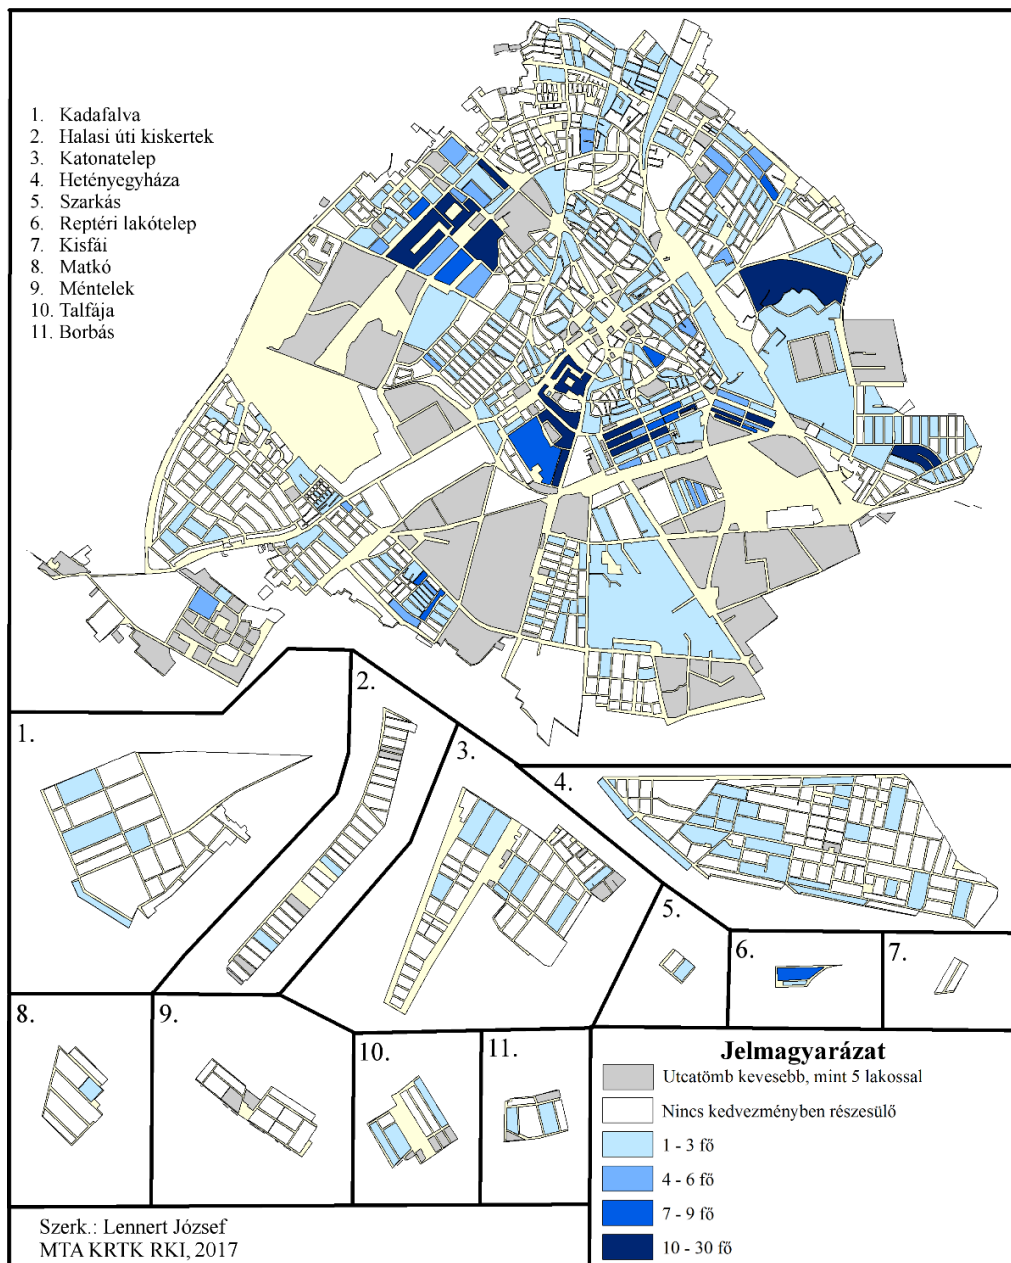 1. Kadafalva
2. Halasi úti kiskertek
3. Katonatelep
4. Hetényegyháza
5. Szarkás
6. Reptéri lakótelep
7. Kisfái
8. Matkó
9. Méntelek
10. Talfája
11. Borbás
1.
2.
3.
4.
5.
6.
7.
8.
9.
10.
11.
Jelmagyarázat
Utcatömb kevesebb, mint 5 lakossal
Nincs kedvezményben részesülő
1 - 3 fő
4 - 6 fő
7 - 9 fő
10 - 30 fő
Szerk.: Lennert József
MTA KRTK RKI, 2017